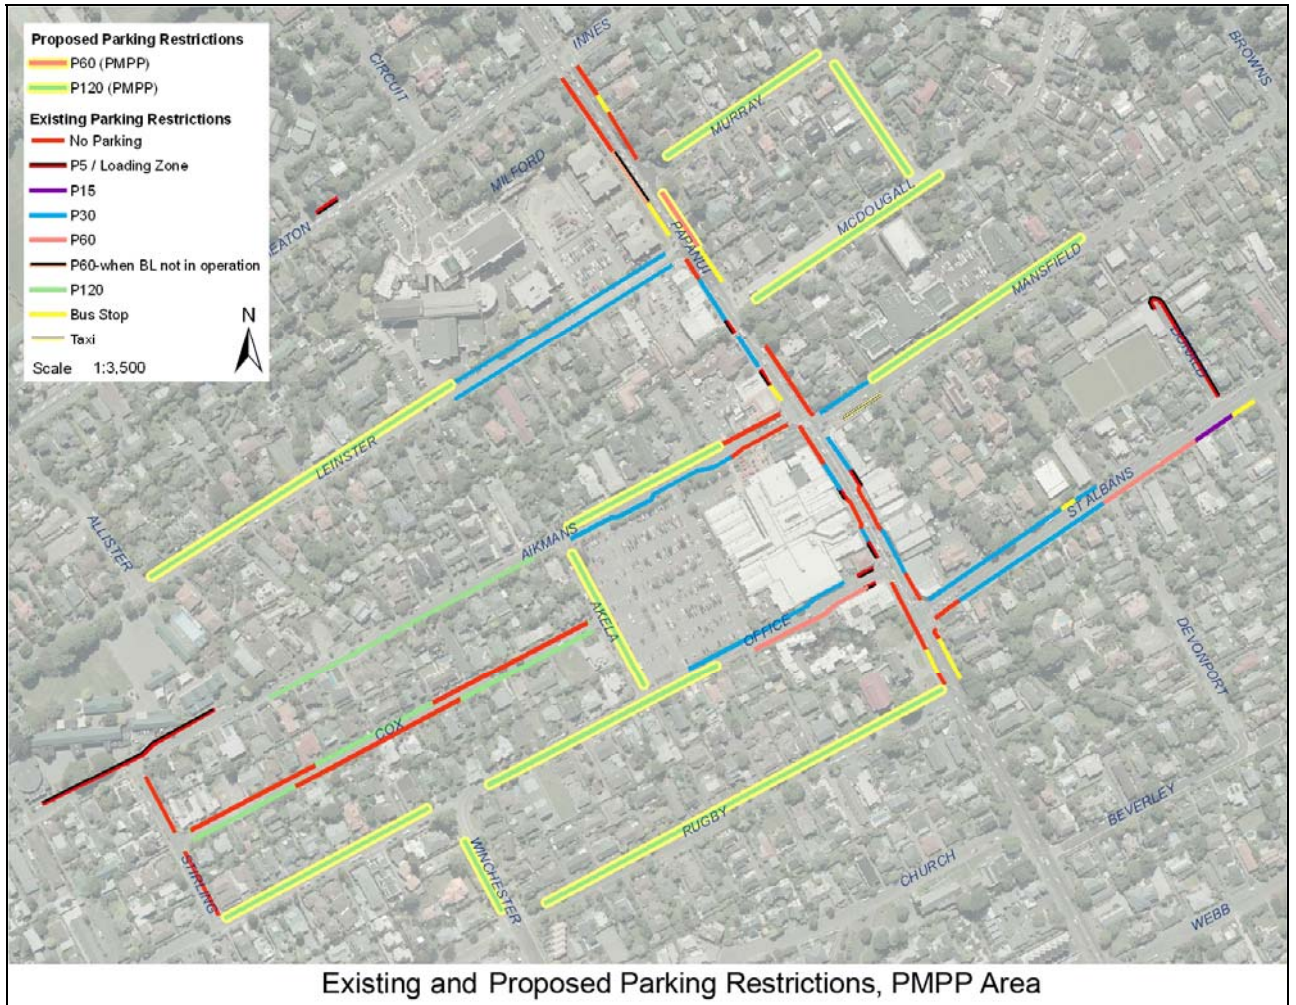 Proposed Parking Restrictions
P60 (PMPP)
P120 (PMPP)
Existing Parking Restrictions
No Parking
P5 / Loading Zone
P15
P30
P60
P60-when BL not in operation
P120
Bus Stop
Taxi
Scale 1:3,500
N
INNES
CIRCUIT
BROWNS
MURRAY
MILFORD
MCDOUGALL
PAPANUI
MANSFIELD
LEINSTER
ST ALBANS
ALLISTER
AIKMANS
AKELA
OFFICE
DEVONPORT
COX
RUGBY
BEVERLEY
STIRLING
WINCHESTER
CHURCH
WEBB
Existing and Proposed Parking Restrictions, PMPP Area